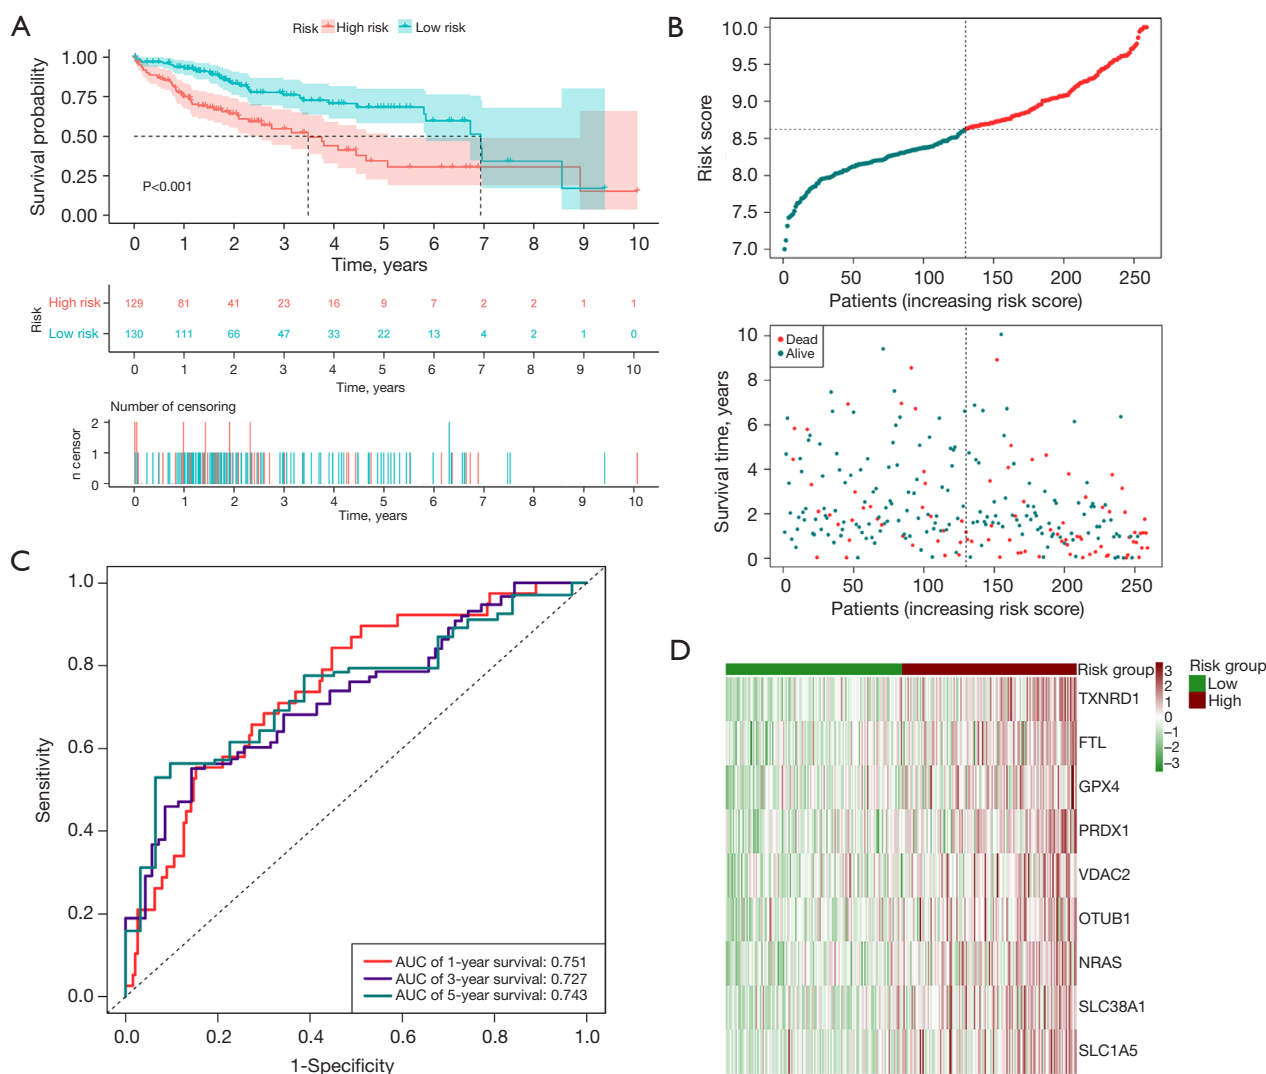 A
Risk High risk Low risk
Survival probability
1.00
0.75
0.50
0.25
0.00
P<0.001
0 1 2 3 4 5 6 7 8 9 10
Time, years
Risk
High risk 129 81 41 23 16 9 7 2 2 1 1
Low risk 130 111 66 47 33 22 13 4 2 1 0
0 1 2 3 4 5 6 7 8 9 10
Time, years
Number of censoring
n censor
2
1
0
0 1 2 3 4 5 6 7 8 9 10
Time, years
B
Risk score
10.0
9.5
9.0
8.5
8.0
7.5
7.0
0 50 100 150 200 250
Patients (increasing risk score)
Survival time, years
10
8
6
4
2
0
Dead
Alive
0 50 100 150 200 250
Patients (increasing risk score)
C
Sensitivity
1.0
0.8
0.6
0.4
0.2
0.0
AUC of 1-year survival: 0.751
AUC of 3-year survival: 0.727
AUC of 5-year survival: 0.743
0.0 0.2 0.4 0.6 0.8 1.0
1-Specificity
D
Risk group
TXNRD1
FTL
GPX4
PRDX1
VDAC2
OTUB1
NRAS
SLC38A1
SLC1A5
3
2
1
0
−1
−2
−3
Risk group
Low
High